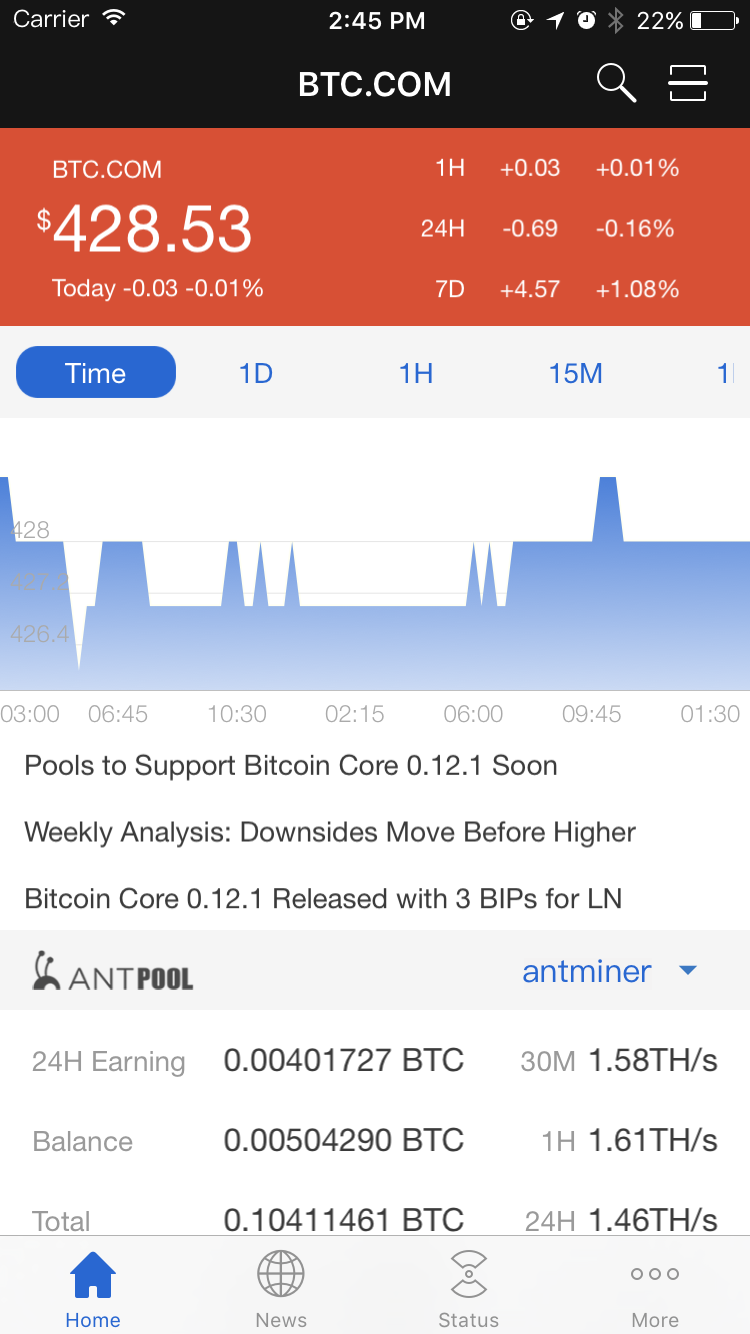 Carrier 2:45 PM 22%
BTC.COM
BTC.COM
$428.53
Today -0.03 -0.01%
1H +0.03 +0.01%
24H -0.69 -0.16%
7D +4.57 +1.08%
Time 1D 1H 15M
428
427.2
426.4
03:00 06:45 10:30 02:15 06:00 09:45 01:30
Pools to Support Bitcoin Core 0.12.1 Soon
Weekly Analysis: Downsides Move Before Higher
Bitcoin Core 0.12.1 Released with 3 BIPs for LN
ANTPOOL antminer
24H Earning 0.00401727 BTC 30M 1.58TH/s
Balance 0.00504290 BTC 1H 1.61TH/s
Total 0.10411461 BTC 24H 1.46TH/s
Home News Status More